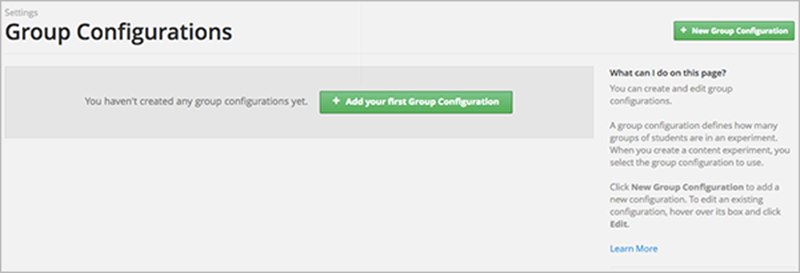 Settings
Group Configurations
+ New Group Configuration
You haven't created any group configurations yet.
+ Add your first Group Configuration
What can I do on this page?
You can create and edit group
configurations.
A group configuration defines how many
groups of students are in an experiment.
When you create a content experiment, you
select the group configuration to use.
Click New Group Configuration to add a
new configuration. To edit an existing
configuration, hover over its box and click
Edit.
Learn More